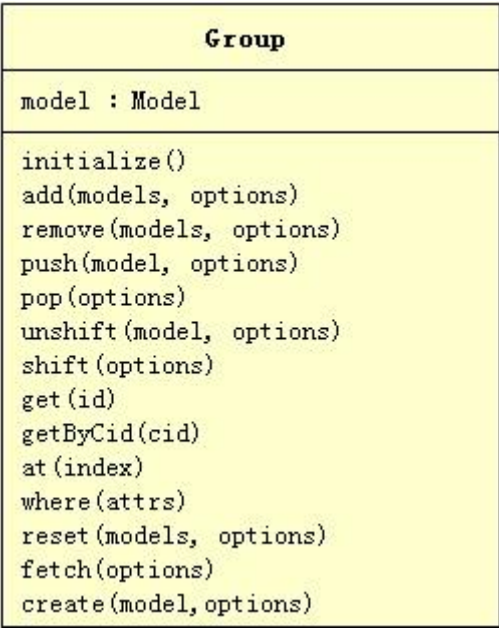 Group
model : Model
initialize()
add(models, options)
remove(models, options)
push(model, options)
pop(options)
unshift(model, options)
shift(options)
get(id)
getByCid(cid)
at(index)
where(attrs)
reset(models, options)
fetch(options)
create(model,options)